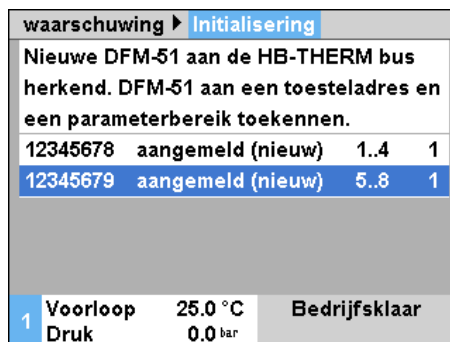 waarschuwing ▶ Initialisering
Nieuwe DFM-51 aan de HB-THERM bus
herkend. DFM-51 aan een toesteladres en
een parameterbereik toekennen.
12345678 aangemeld (nieuw) 1..4 1
12345679 aangemeld (nieuw) 5..8 1
1 Voorloop 25.0 °C Bedrijfsklaar
Druk 0.0 bar